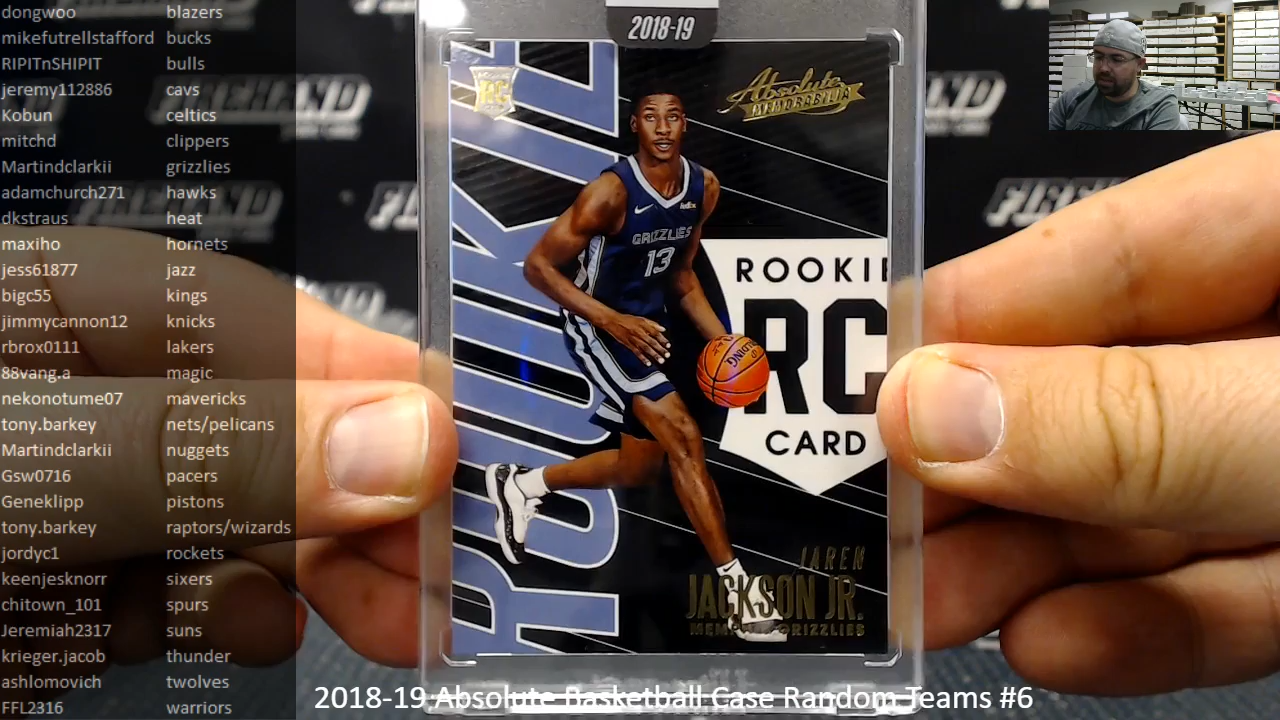 dongwoo blazers
mikefutrellstafford bucks
RIPITnSHIPIT bulls
jeremy112886 cavs
Kobun celtics
mitchd clippers
Martindclarkii grizzlies
adamchurch271 hawks
dkstraus heat
maxiho hornets
jess61877 jazz
bigc55 kings
jimmycannon12 knicks
rbrox0111 lakers
88vang.a magic
nekonotume07 mavericks
tony.barkey nets/pelicans
Martindclarkii nuggets
Gsw0716 pacers
Geneklipp pistons
tony.barkey raptors/wizards
jordyc1 rockets
keenjesknorr sixers
chitown_101 spurs
Jeremiah2317 suns
krieger.jacob thunder
ashlomovich twolves
FFL2316 warriors
2018-19
RC
Absolute
MEMORABILIA
FedEx
GRIZZLIES
13
SPALDING
ROOKIE
RC
CARD
JAREN
JACKSON JR.
FIREHAND
2018-19 Absolute Basketball Case Random Teams #6